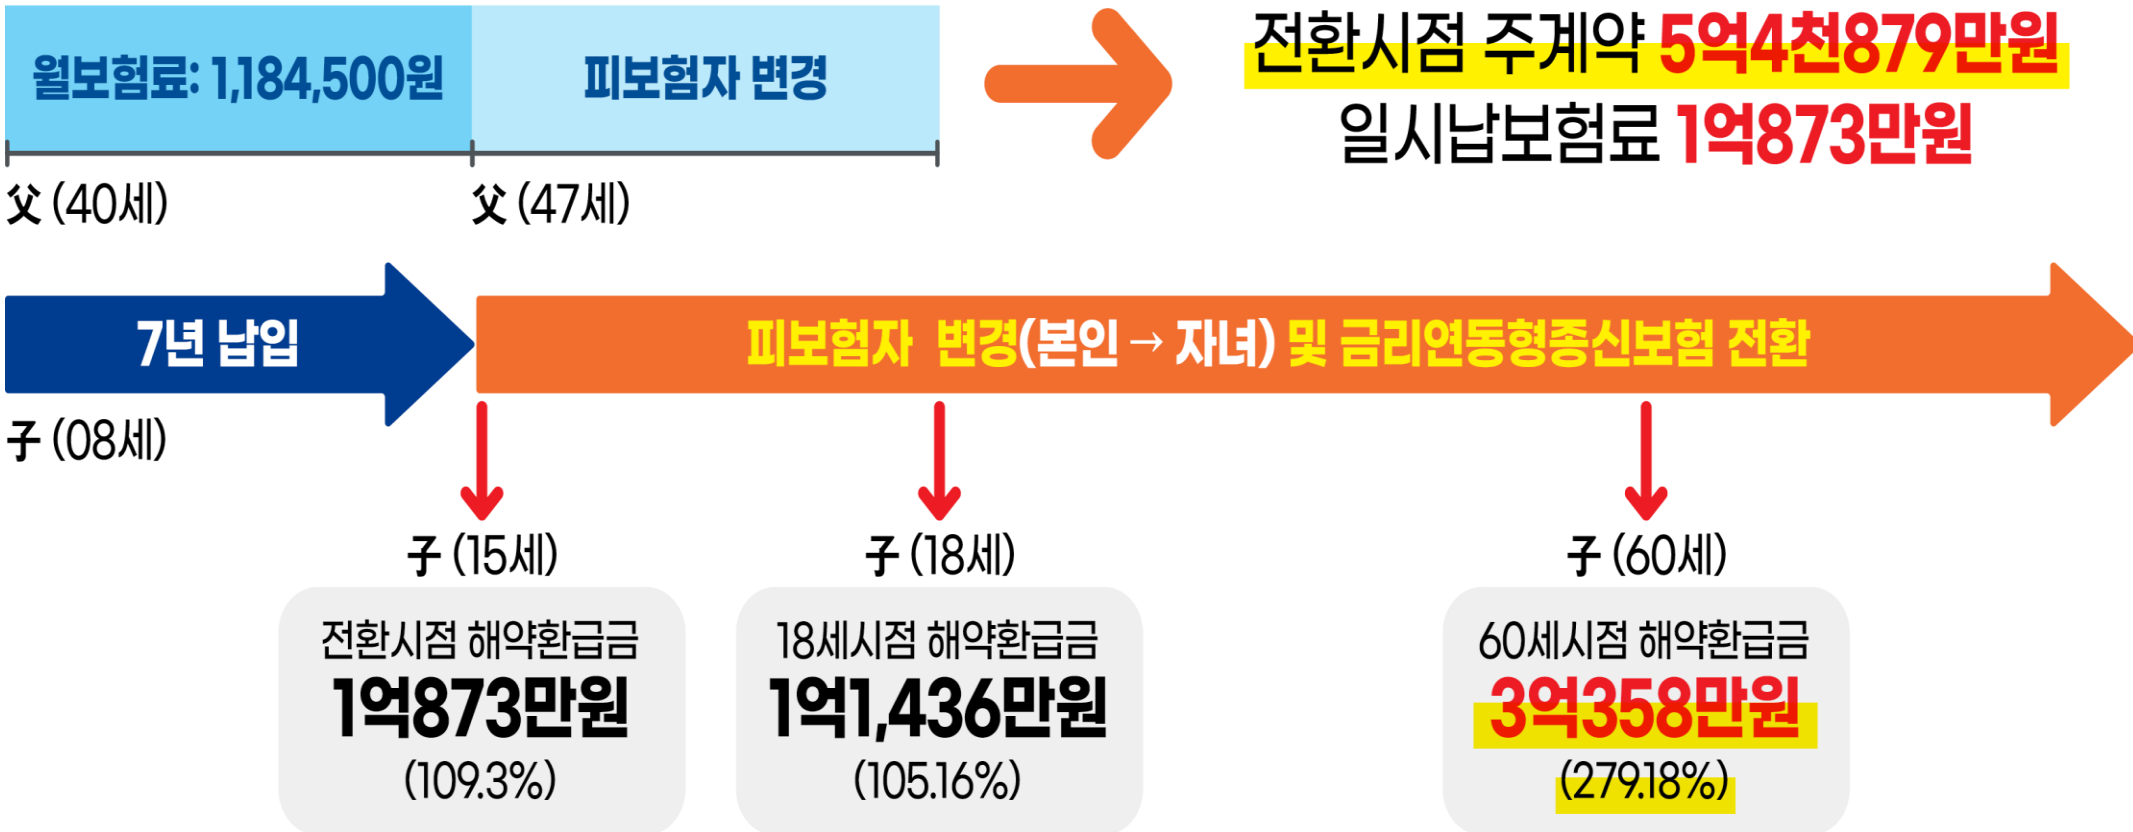 월보험료: 1,184,500원
피보험자 변경
전환시점 주계약 5억4천879만원
일시납보험료 1억873만원
父 (40세)
父 (47세)
7년 납입
피보험자 변경(본인 → 자녀) 및 금리연동형종신보험 전환
子 (08세)
子 (15세)
子 (18세)
子 (60세)
전환시점 해약환급금
1억873만원
(109.3%)
18세시점 해약환급금
1억1,436만원
(105.16%)
60세시점 해약환급금
3억358만원
(279.18%)